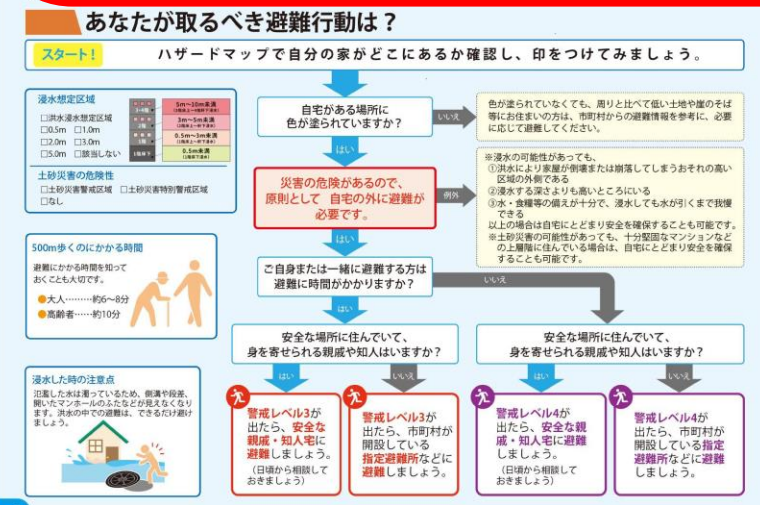 あなたが取るべき避難行動は？
スタート！
ハザードマップで自分の家がどこにあるか確認し、印をつけてみましょう。
浸水想定区域
□洪水浸水想定区域
□0.5m □1.0m
□2.0m □3.0m
□5.0m □該当しない
5m～10m未満
3m～5m未満
0.5m～3m未満
0.5m未満
土砂災害の危険性
□土砂災害警戒区域 □土砂災害特別警戒区域
□なし
自宅がある場所に
色が塗られていますか？
いいえ
色が塗られていなくても、周りと比べて低い土地や崖のそば
等にお住まいの方は、市町村からの避難情報を参考に、必要
に応じて避難してください。
はい
災害の危険があるので、
原則として 自宅の外に避難が
必要です。
例外
※浸水の可能性があっても、
①洪水により家屋が倒壊または崩落してしまうおそれの高い
区域の外側である
②浸水する深さよりも高いところにいる
③水・食糧等の備えが十分で、浸水しても水が引くまで我慢
できる
以上の場合は自宅にとどまり安全を確保することも可能です。
※土砂災害の可能性があっても、十分堅固なマンションなど
の上層階に住んでいる場合は、自宅にとどまり安全を確保
することも可能です。
はい
500m歩くのにかかる時間
避難にかかる時間を知って
おくことも大切です。
●大人………約6～8分
●高齢者……約10分
ご自身または一緒に避難する方は
避難に時間がかかりますか？
いいえ
はい
安全な場所に住んでいて、
身を寄せられる親戚や知人はいますか？
安全な場所に住んでいて、
身を寄せられる親戚や知人はいますか？
はい
いいえ
はい
いいえ
浸水した時の注意点
氾濫した水は濁っているため、側溝や段差、
開いたマンホールのふたなどが見えなくなり
ます。洪水の中での避難は、できるだけ避け
ましょう。
警戒レベル3が
出たら、安全な
親戚・知人宅に
避難しましょう。
（日頃から相談して
おきましょう）
警戒レベル3が
出たら、市町村が
開設している
指定避難所などに
避難しましょう。
警戒レベル4が
出たら、安全な親
戚・知人宅に避難
しましょう。
（日頃から相談して
おきましょう）
警戒レベル4が
出たら、市町村が
開設している指定
避難所などに避難
しましょう。